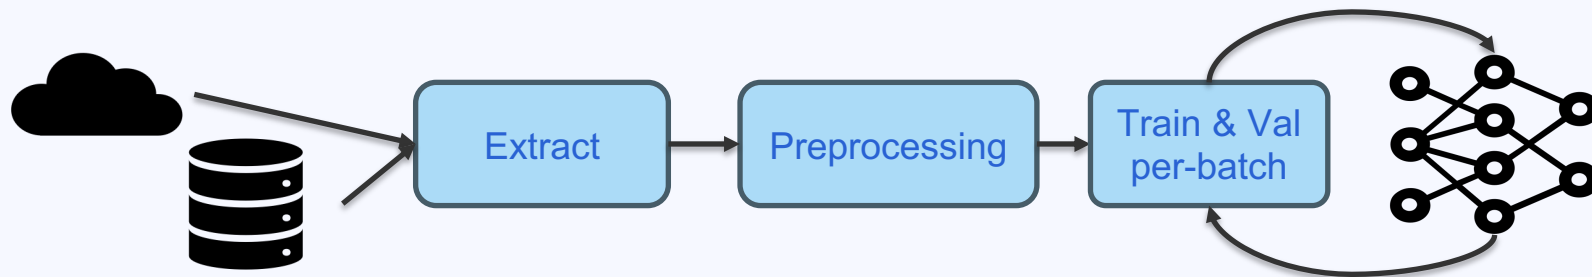 Extract
Preprocessing
Train & Val
per-batch